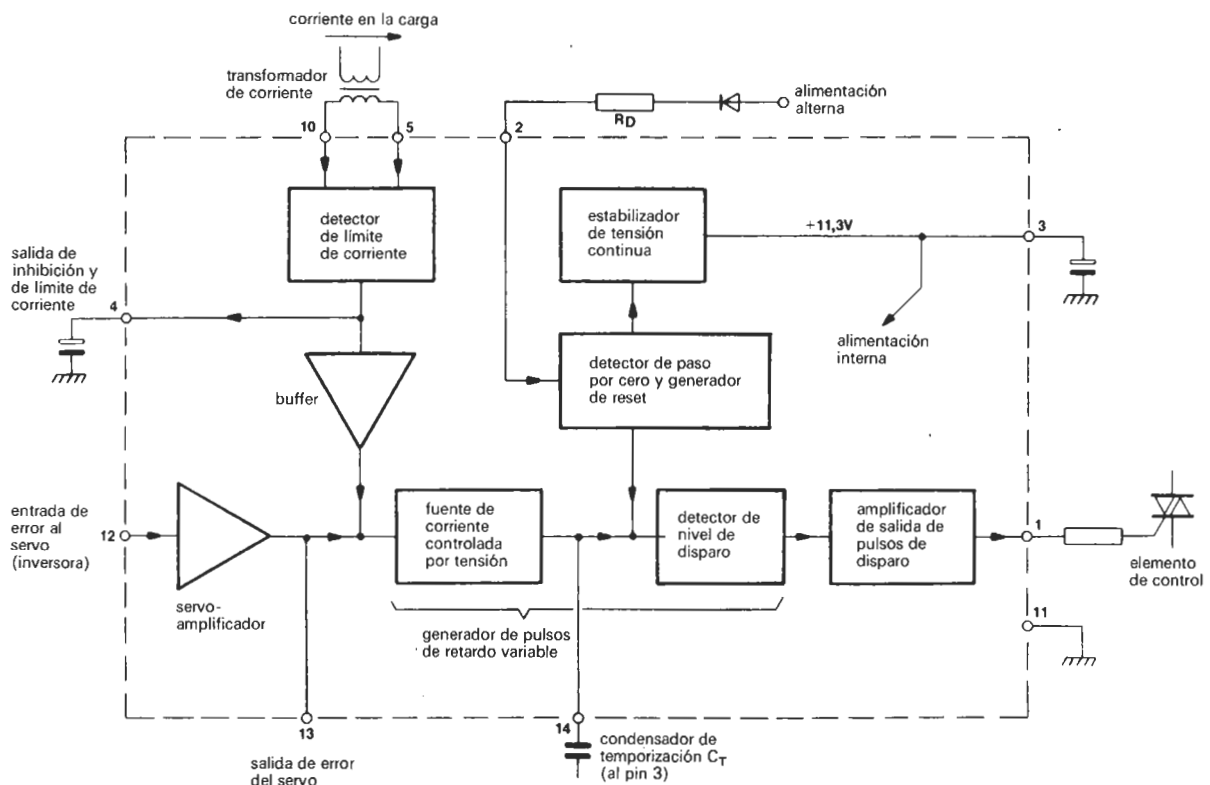 corriente en la carga
transformador
de corriente
alimentación
alterna
R_D
10
5
2
detector
de límite
de corriente
estabilizador
de tensión
continua
+11,3V
3
salida de
inhibición y
de límite de
corriente
4
alimentación
interna
detector de paso
por cero y generador
de reset
buffer
entrada de
error al
servo
(inversora)
12
fuente de
corriente
controlada
por tensión
detector de
nivel de
disparo
amplificador
de salida de
pulsos de
disparo
1
elemento
de control
servo-
amplificador
generador de pulsos
de retardo variable
11
13
14
salida de error
del servo
condensador de
temporización C_T
(al pin 3)